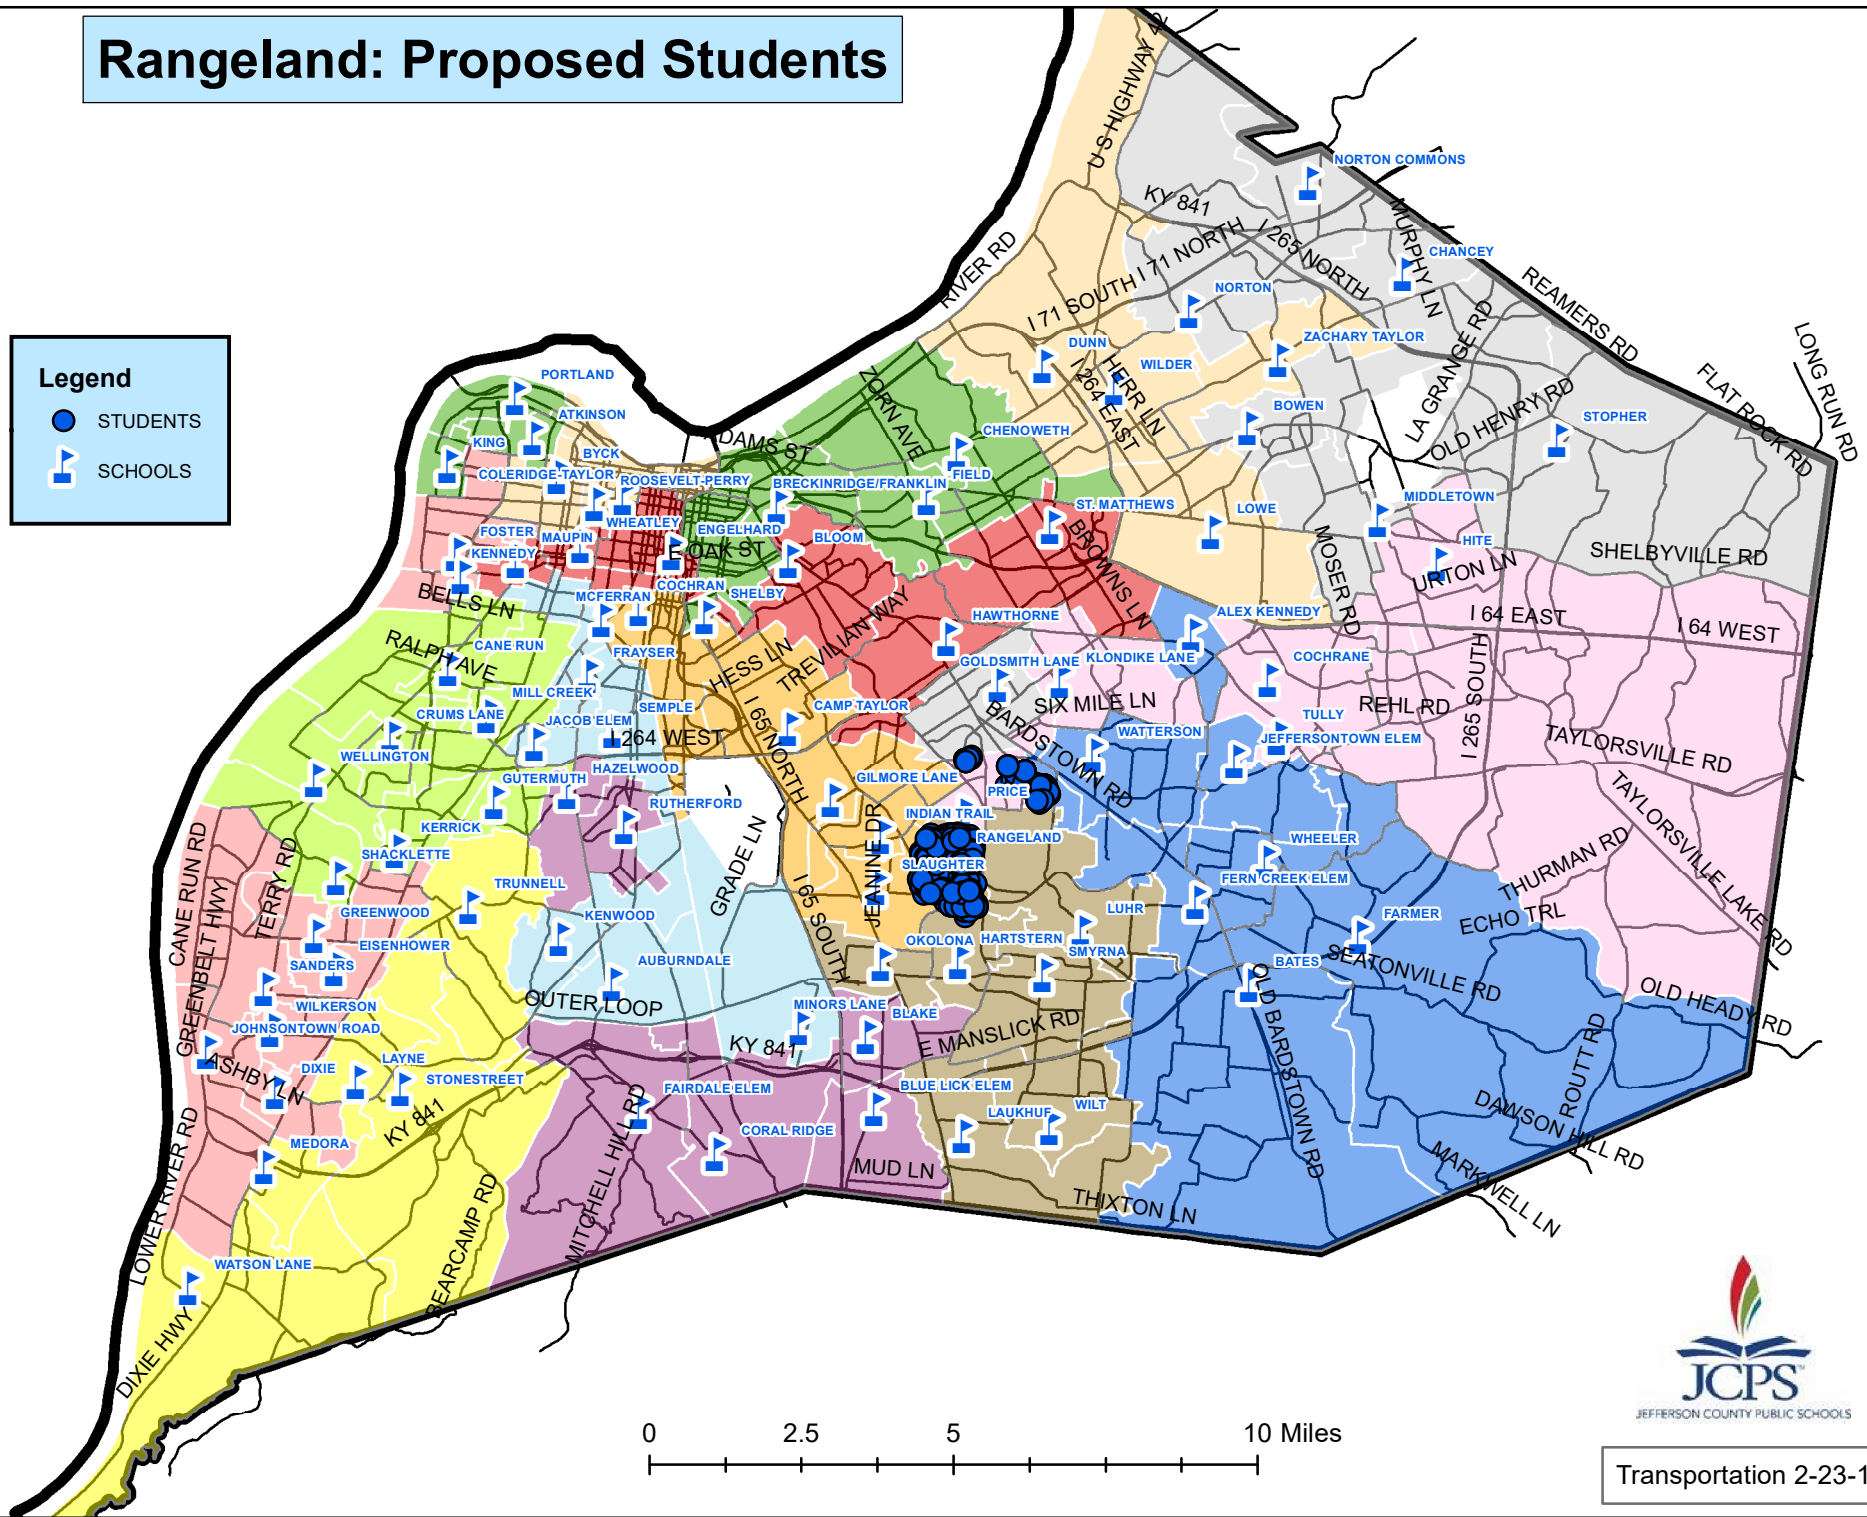 Rangeland: Proposed Students
Legend
STUDENTS
SCHOOLS
U S HIGHWAY 42
NORTON COMMONS
KY 841
I 71 NORTH
I 265 NORTH
MURPHY LN
CHANCEY
RIVER RD
I 71 SOUTH
NORTON
REAMERS RD
LONG RUN RD
ZACHARY TAYLOR
DUNN
WILDER
HERR LN
I 264 EAST
LA GRANGE RD
FLAT ROCK RD
PORTLAND
ZORN AVE
BOWEN
OLD HENRY RD
STOPHER
ATKINSON
KING
ADAMS ST
CHENOWETH
BYCK
COLERIDGE-TAYLOR
ROOSEVELT-PERRY
BRECKINRIDGE/FRANKLIN
FIELD
ST. MATTHEWS
LOWE
MIDDLETOWN
WHEATLEY
ENGELHARD
BROWNS LN
FOSTER
MAUPIN
BLOOM
MOSER RD
HITE
KENNEDY
E OAK ST
URTON LN
SHELBYVILLE RD
BELLS LN
MCFERRAN
COCHRAN
SHELBY
HAWTHORNE
ALEX KENNEDY
I 64 EAST
I 64 WEST
RALPH AVE
CANE RUN
FRAYSER
HESS LN
TREVILIAN WAY
GOLDSMITH LANE
KLONDIKE LANE
COCHRANE
I 265 SOUTH
MILL CREEK
SEMPLE
CAMP TAYLOR
SIX MILE LN
REHL RD
CRUMS LANE
JACOB ELEM
I 264 WEST
I 65 NORTH
BARDSTOWN RD
WATTERSON
TULLY
JEFFERSONTOWN ELEM
TAYLORSVILLE RD
WELLINGTON
GUTERMUTH
HAZELWOOD
GILMORE LANE
PRICE
TAYLORSVILLE LAKE RD
RUTHERFORD
INDIAN TRAIL
RANGELAND
KERRICK
CANE RUN RD
TERRY RD
SHACKLETTE
GRADE LN
JEANINE DR
SLAUGHTER
WHEELER
THURMAN RD
TRUNNELL
FERN CREEK ELEM
GREENBELT HWY
GREENWOOD
KENWOOD
I 65 SOUTH
LUHR
FARMER
ECHO TRL
EISENHOWER
OKOLONA
HARTSTERN
SMYRNA
SANDERS
AUBURNDALE
BATES
SEATONVILLE RD
WILKERSON
OUTER LOOP
MINORS LANE
BLAKE
OLD HEADY RD
JOHNSONTOWN ROAD
KY 841
E MANSLICK RD
OLD BARDSTOWN RD
ROUTT RD
ASHBY LN
DIXIE
LAYNE
STONESTREET
FAIRDALE ELEM
BLUE LICK ELEM
KY 841
LAUKHUF
WILT
DAWSON HILL RD
MEDORA
CORAL RIDGE
MITCHELL HILL RD
MUD LN
MARKWELL LN
LOWER RIVER RD
BEARCAMP RD
THIXTON LN
WATSON LANE
DIXIE HWY
JCPS
JEFFERSON COUNTY PUBLIC SCHOOLS
0 2.5 5 10 Miles
Transportation 2-23-1